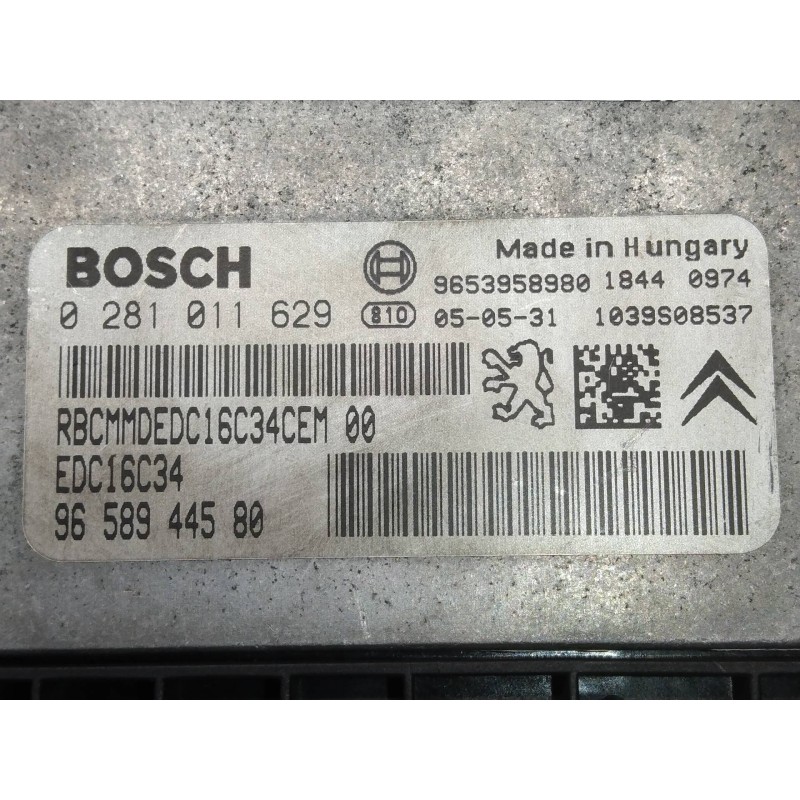 BOSCH
Made in Hungary
9653958980 1844 0974
0 281 011 629 810 05-05-31 1039S08537
RBCMMDEDC16C34CEM 00
EDC16C34
96 589 445 80